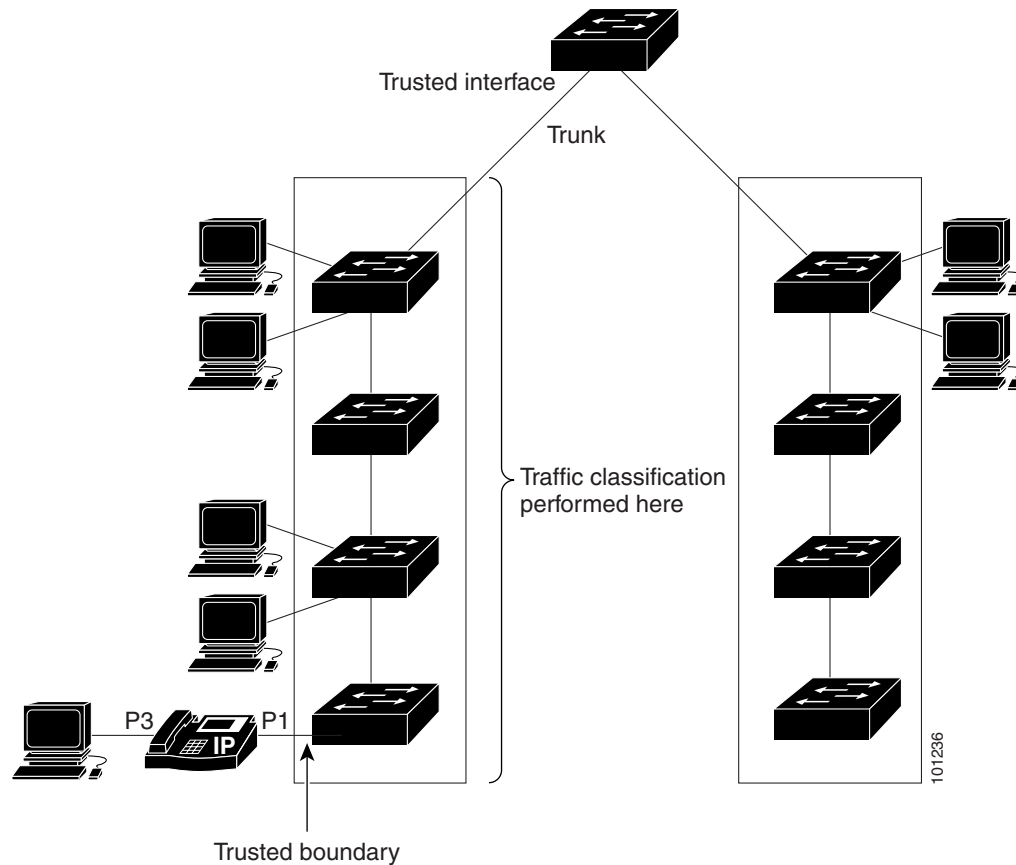 Trusted interface
Trunk
Traffic classification
performed here
P3
IP
P1
Trusted boundary
101236